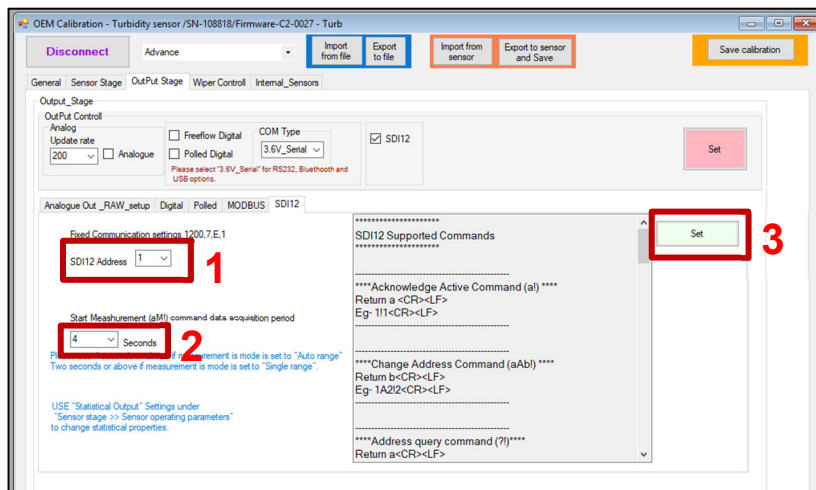 OEM Calibration - Turbidity sensor /SN-108818/Firmware-C2-0027 - Turb
Disconnect
Advance
Import from file
Export to file
Import from sensor
Export to sensor and Save
Save calibration
General Sensor Stage OutPut Stage Wiper Controll Internal_Sensors
Output_Stage
OutPut Controll
Analog
Update rate
200
Analogue
Freeflow Digital
Polled Digital
COM Type
3.6V_Serial
Please select "3.6V_Serial" for RS232, Bluethooth and
USB options.
SDI12
Set
Analogue Out _RAW_setup Digital Polled MODBUS SDI12
Fixed Communication settings 1200,7,E,1
SDI12 Address 1
1
Start Meashurement (aM!) command data acquisition period
4 Seconds
2
if measurement is mode is set to "Auto range"
Two seconds or above if measurement is mode is set to "Single range".
USE "Statistical Output" Settings under
"Sensor stage >> Sensor operating parameters"
to change statistical properties.
*********************
SDI12 Supported Commands
*********************
--------------------------------------------------
****Acknowledge Active Command (a!) ****
Return a <CR><LF>
Eg- 1!1<CR><LF>
--------------------------------------------------
--------------------------------------------------
****Change Address Command (aAb!) ****
Return b<CR><LF>
Eg- 1A2!2<CR><LF>
--------------------------------------------------
--------------------------------------------------
****Address query command (?!)****
Return a<CR><LF>
Set
3